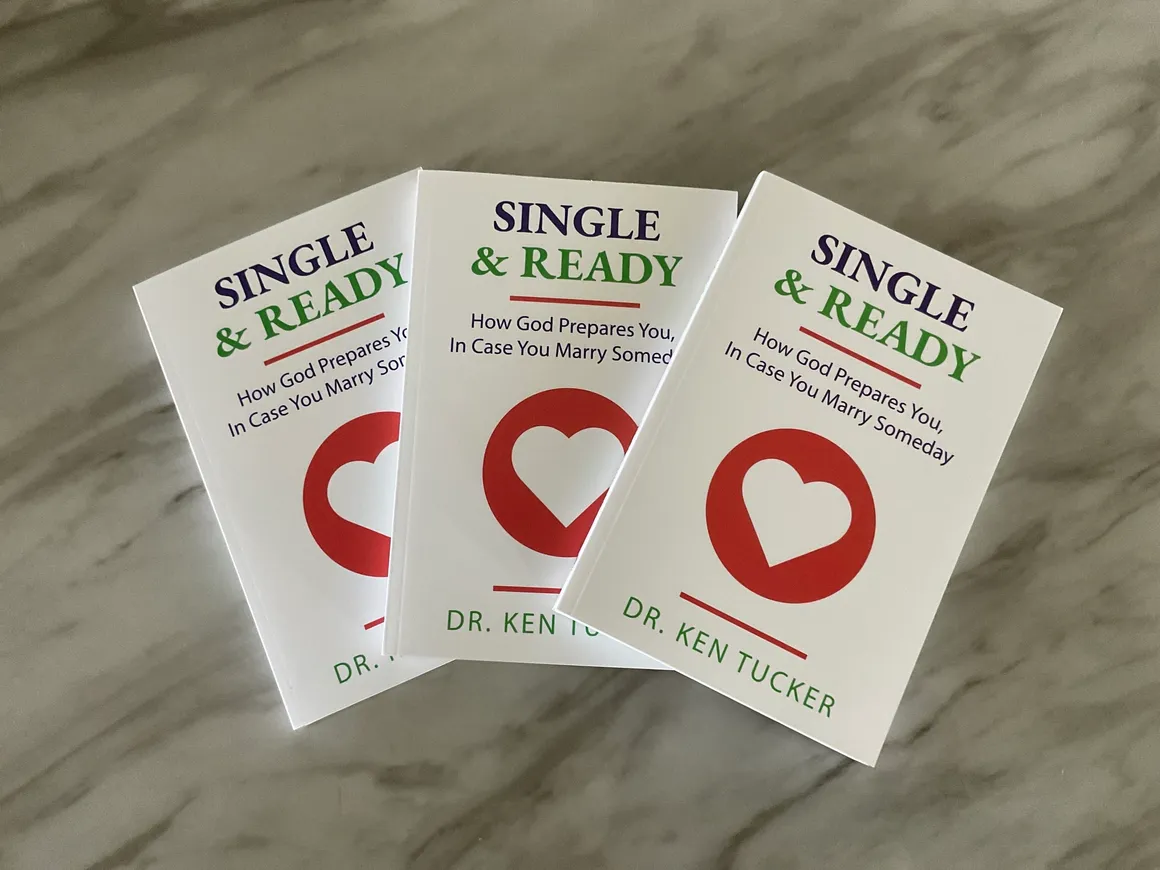 SINGLE
& READY
How God Prepares
In Case You Marry
DR.
SINGLE
& READY
How God Prepares You,
In Case You Marry
DR. KEN
SINGLE
& READY
How God Prepares You,
In Case You Marry Someday
DR. KEN TUCKER